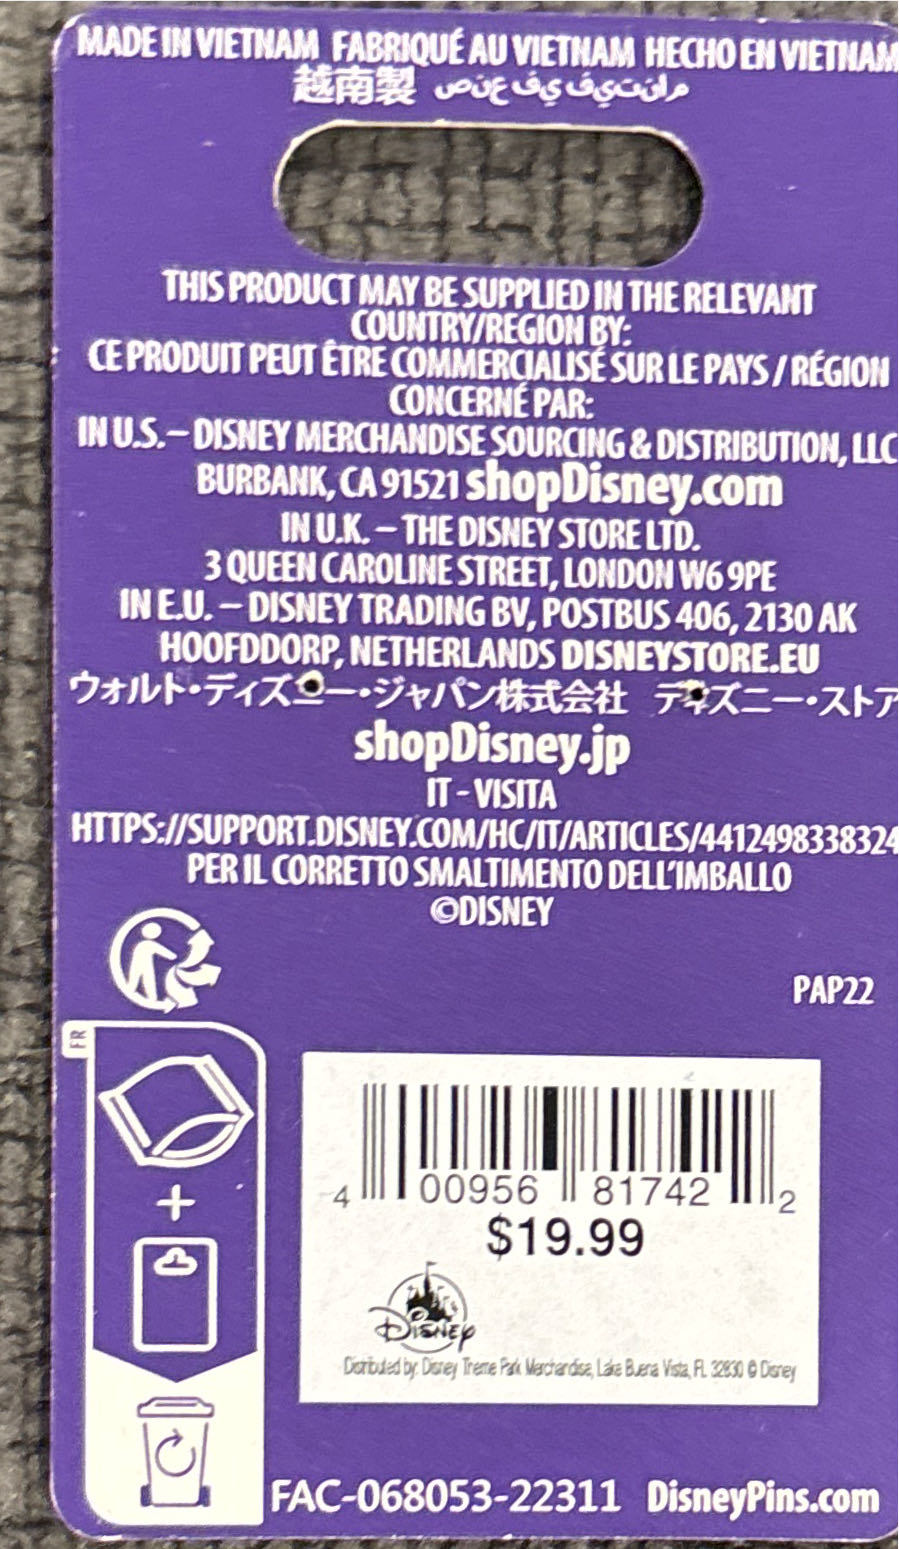 MADE IN VIETNAM FABRIQUÉ AU VIETNAM HECHO EN VIETNAM
越南製 مانتيف يف عنص
THIS PRODUCT MAY BE SUPPLIED IN THE RELEVANT
COUNTRY/REGION BY:
CE PRODUIT PEUT ÊTRE COMMERCIALISÉ SUR LE PAYS / RÉGION
CONCERNÉ PAR:
IN U.S. – DISNEY MERCHANDISE SOURCING & DISTRIBUTION, LLC
BURBANK, CA 91521 shopDisney.com
IN U.K. – THE DISNEY STORE LTD.
3 QUEEN CAROLINE STREET, LONDON W6 9PE
IN E.U. – DISNEY TRADING BV, POSTBUS 406, 2130 AK
HOOFDDORP, NETHERLANDS DISNEYSTORE.EU
ウォルト・ディズニー・ジャパン株式会社 ディズニー・ストア
shopDisney.jp
IT - VISITA
HTTPS://SUPPORT.DISNEY.COM/HC/IT/ARTICLES/4412498338324
PER IL CORRETTO SMALTIMENTO DELL'IMBALLO
©DISNEY
PAP22
FR
4 00956 81742 2
$19.99
Disney
Distributed by: Disney Theme Park Merchandise, Lake Buena Vista, FL 32830 © Disney
FAC-068053-22311 DisneyPins.com